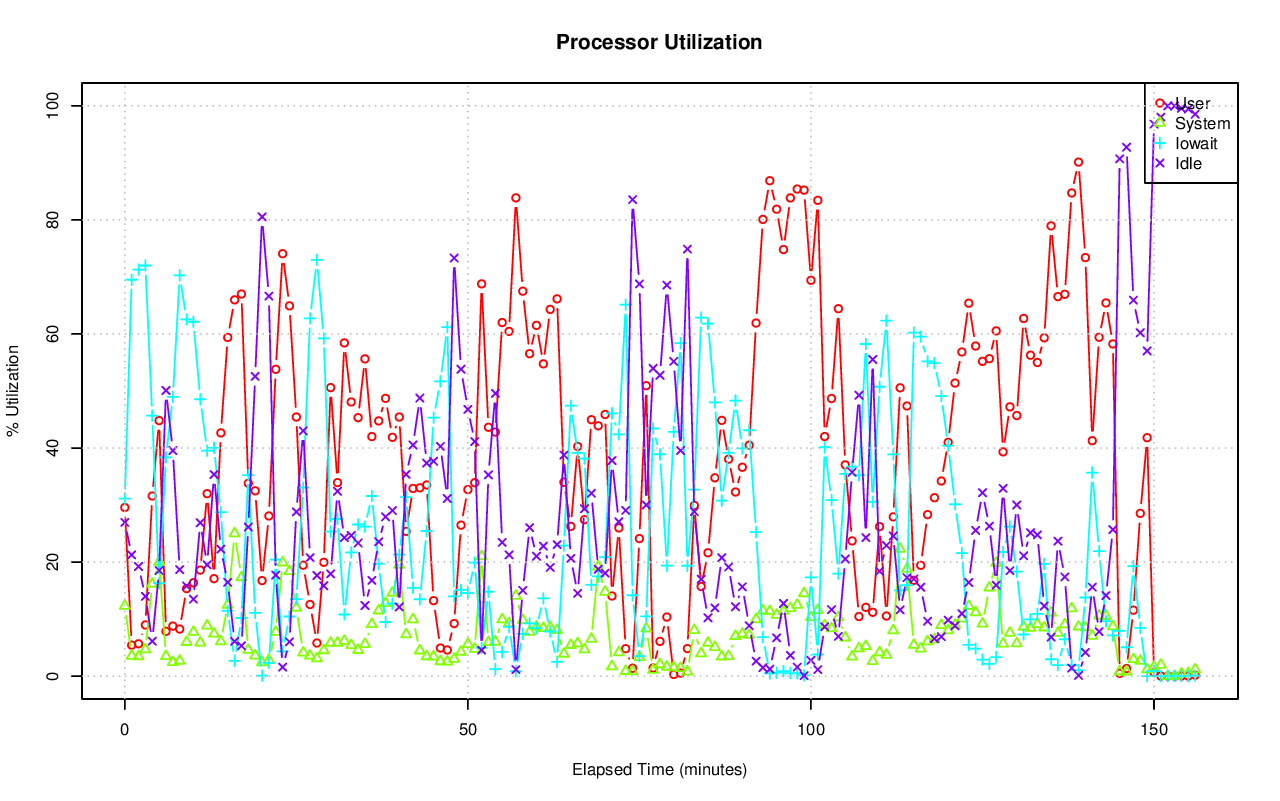 Processor Utilization
% Utilization
100
80
60
40
20
0
User
System
Iowait
Idle
0
50
100
150
Elapsed Time (minutes)